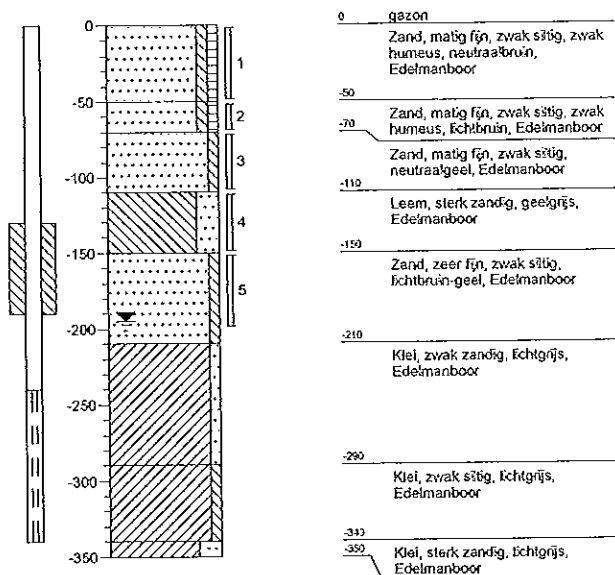 0
-50
-100
-150
-200
-250
-300
-350
1
2
3
4
5
0 gazon
Zand, matig fijn, zwak siltig, zwak
humeus, neutraalbruin,
Edelmanboor
-50
Zand, matig fijn, zwak siltig, zwak
humeus, lichtbruin, Edelmanboor
-70
Zand, matig fijn, zwak siltig,
neutraalgeel, Edelmanboor
-110
Leem, sterk zandig, geelgrijs,
Edelmanboor
-150
Zand, zeer fijn, zwak siltig,
lichtbruin-geel, Edelmanboor
-210
Klei, zwak zandig, lichtgrijs,
Edelmanboor
-290
Klei, zwak siltig, lichtgrijs,
Edelmanboor
-340
-350
Klei, sterk zandig, lichtgrijs,
Edelmanboor